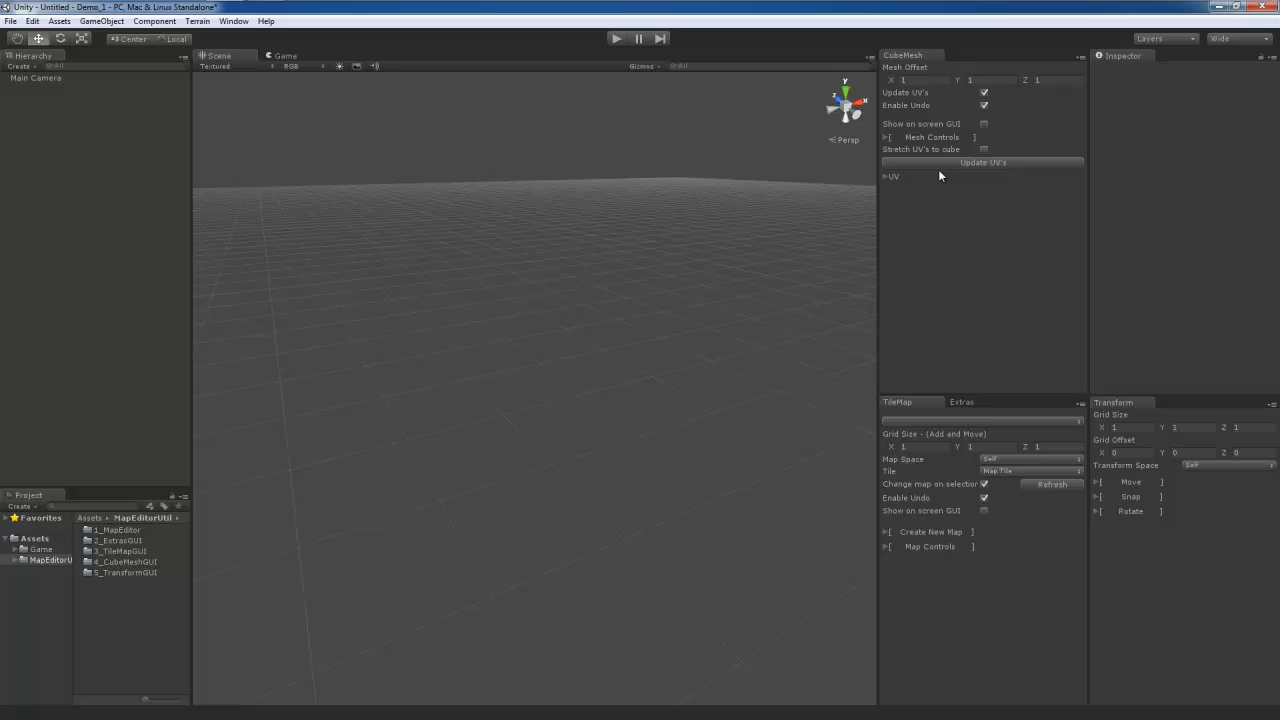 Unity - Untitled - Demo_1 - PC, Mac & Linux Standalone*
File Edit Assets GameObject Component Terrain Window Help
Center Local
Layers Wide
Hierarchy
Create All
Main Camera
Scene Game
Textured RGB Gizmos All
y
z x
Persp
CubeMesh
Mesh Offset
X 1 Y 1 Z 1
Update UV's
Enable Undo
Show on screen GUI
[ Mesh Controls ]
Stretch UV's to cube
Update UV's
UV
Inspector
TileMap Extras
Grid Size - (Add and Move)
X 1 Y 1 Z 1
Map Space Self
Tile Map Tile
Change map on selection Refresh
Enable Undo
Show on screen GUI
[ Create New Map ]
[ Map Controls ]
Transform
Grid Size
X 1 Y 1 Z 1
Grid Offset
X 0 Y 0 Z 0
Transform Space Self
[ Move ]
[ Snap ]
[ Rotate ]
Project
Create
Favorites
Assets
Game
MapEditorU
Assets MapEditorUtil
1_MapEditor
2_ExtrasGUI
3_TileMapGUI
4_CubeMeshGUI
5_TransformGUI